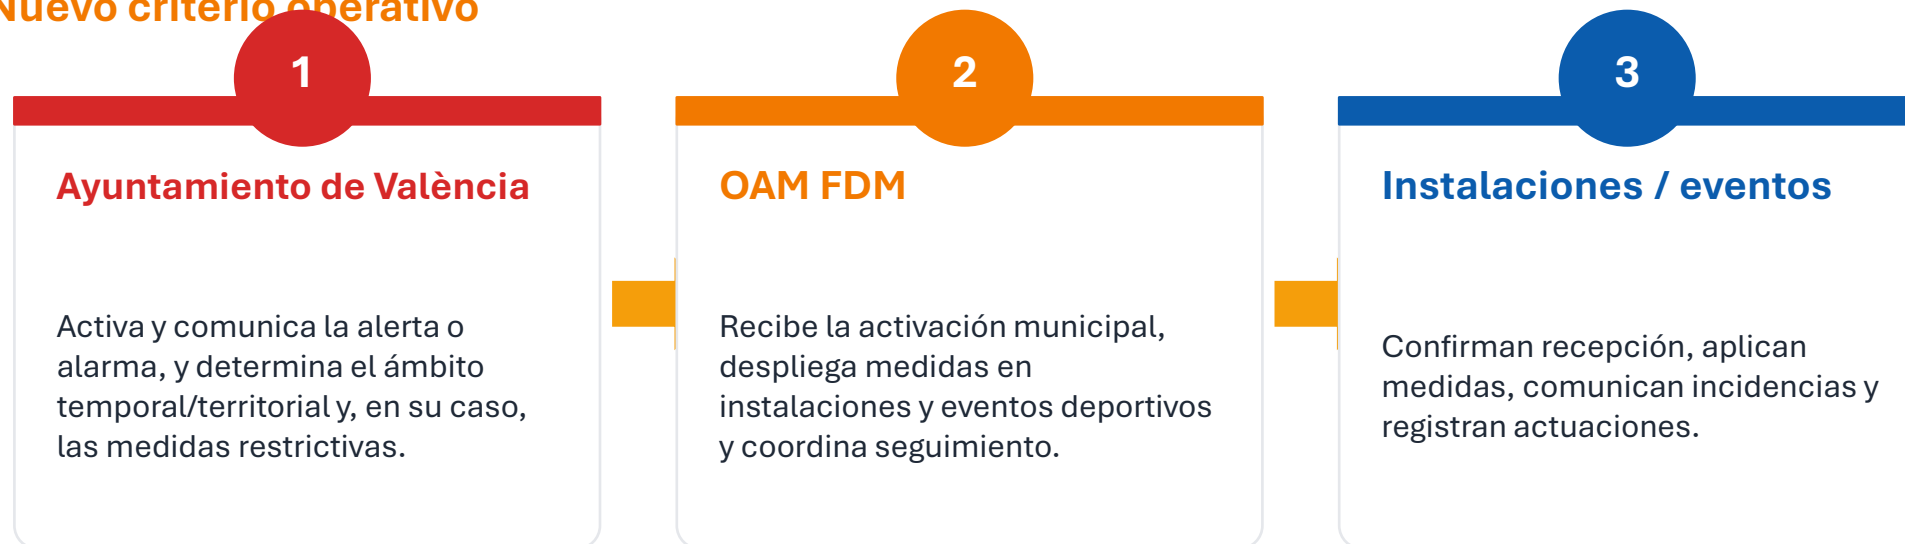 Nuevo criterio operativo
1
Ayuntamiento de València
Activa y comunica la alerta o
alarma, y determina el ámbito
temporal/territorial y, en su caso,
las medidas restrictivas.
2
OAM FDM
Recibe la activación municipal,
despliega medidas en
instalaciones y eventos deportivos
y coordina seguimiento.
3
Instalaciones / eventos
Confirman recepción, aplican
medidas, comunican incidencias y
registran actuaciones.